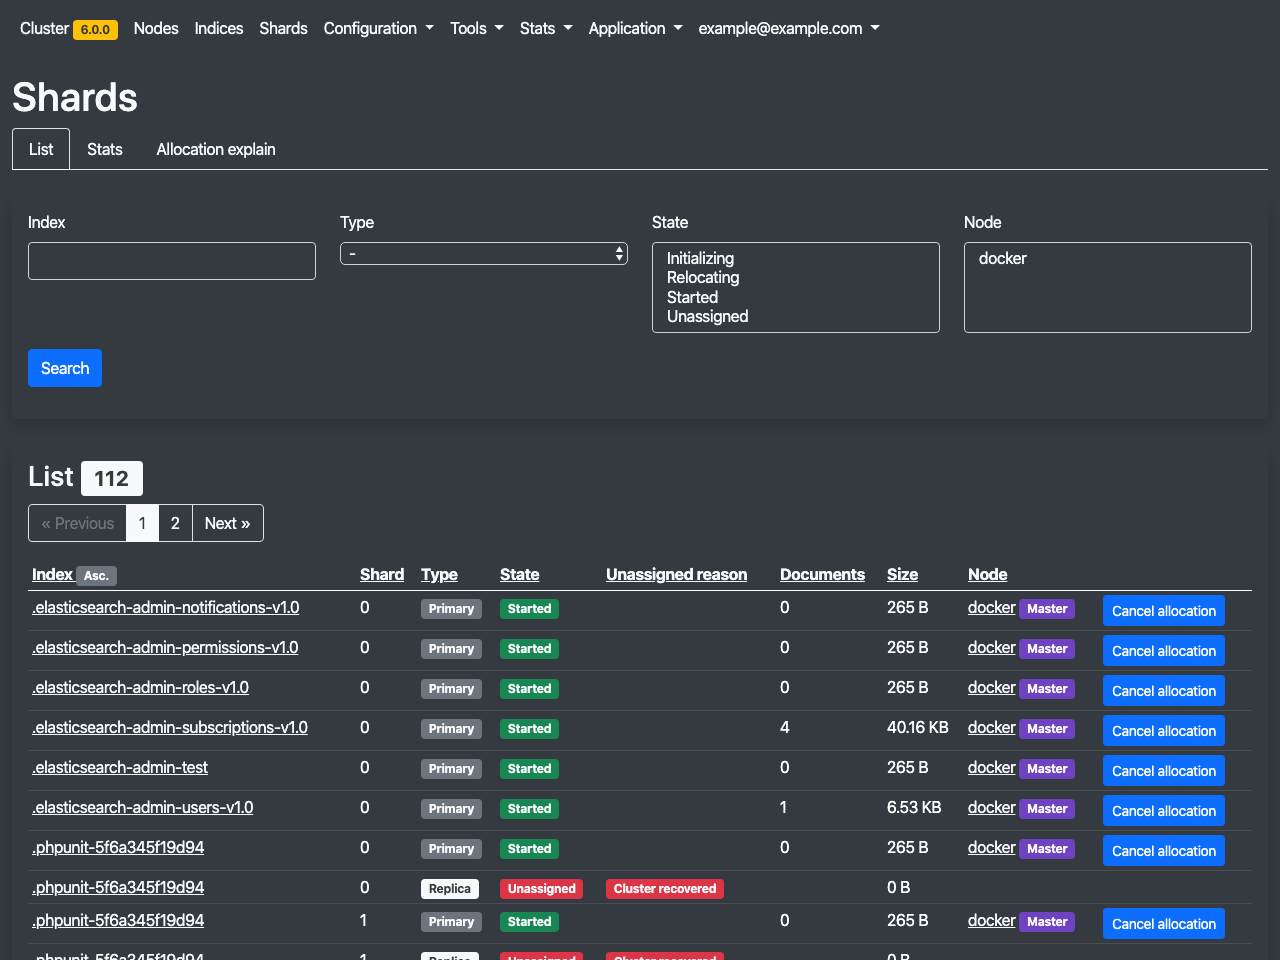 Cluster 6.0.0 Nodes Indices Shards Configuration Tools Stats Application example@example.com
Shards
List Stats Allocation explain
Index Type State Node
-
Initializing
Relocating
Started
Unassigned
docker
Search
List 112
« Previous 1 2 Next »
Index Asc. Shard Type State Unassigned reason Documents Size Node
.elasticsearch-admin-notifications-v1.0 0 Primary Started 0 265 B docker Master Cancel allocation
.elasticsearch-admin-permissions-v1.0 0 Primary Started 0 265 B docker Master Cancel allocation
.elasticsearch-admin-roles-v1.0 0 Primary Started 0 265 B docker Master Cancel allocation
.elasticsearch-admin-subscriptions-v1.0 0 Primary Started 4 40.16 KB docker Master Cancel allocation
.elasticsearch-admin-test 0 Primary Started 0 265 B docker Master Cancel allocation
.elasticsearch-admin-users-v1.0 0 Primary Started 1 6.53 KB docker Master Cancel allocation
.phpunit-5f6a345f19d94 0 Primary Started 0 265 B docker Master Cancel allocation
.phpunit-5f6a345f19d94 0 Replica Unassigned Cluster recovered 0 B
.phpunit-5f6a345f19d94 1 Primary Started 0 265 B docker Master Cancel allocation
.phpunit-5f6a345f19d94 1 Replica Unassigned Cluster recovered 0 B